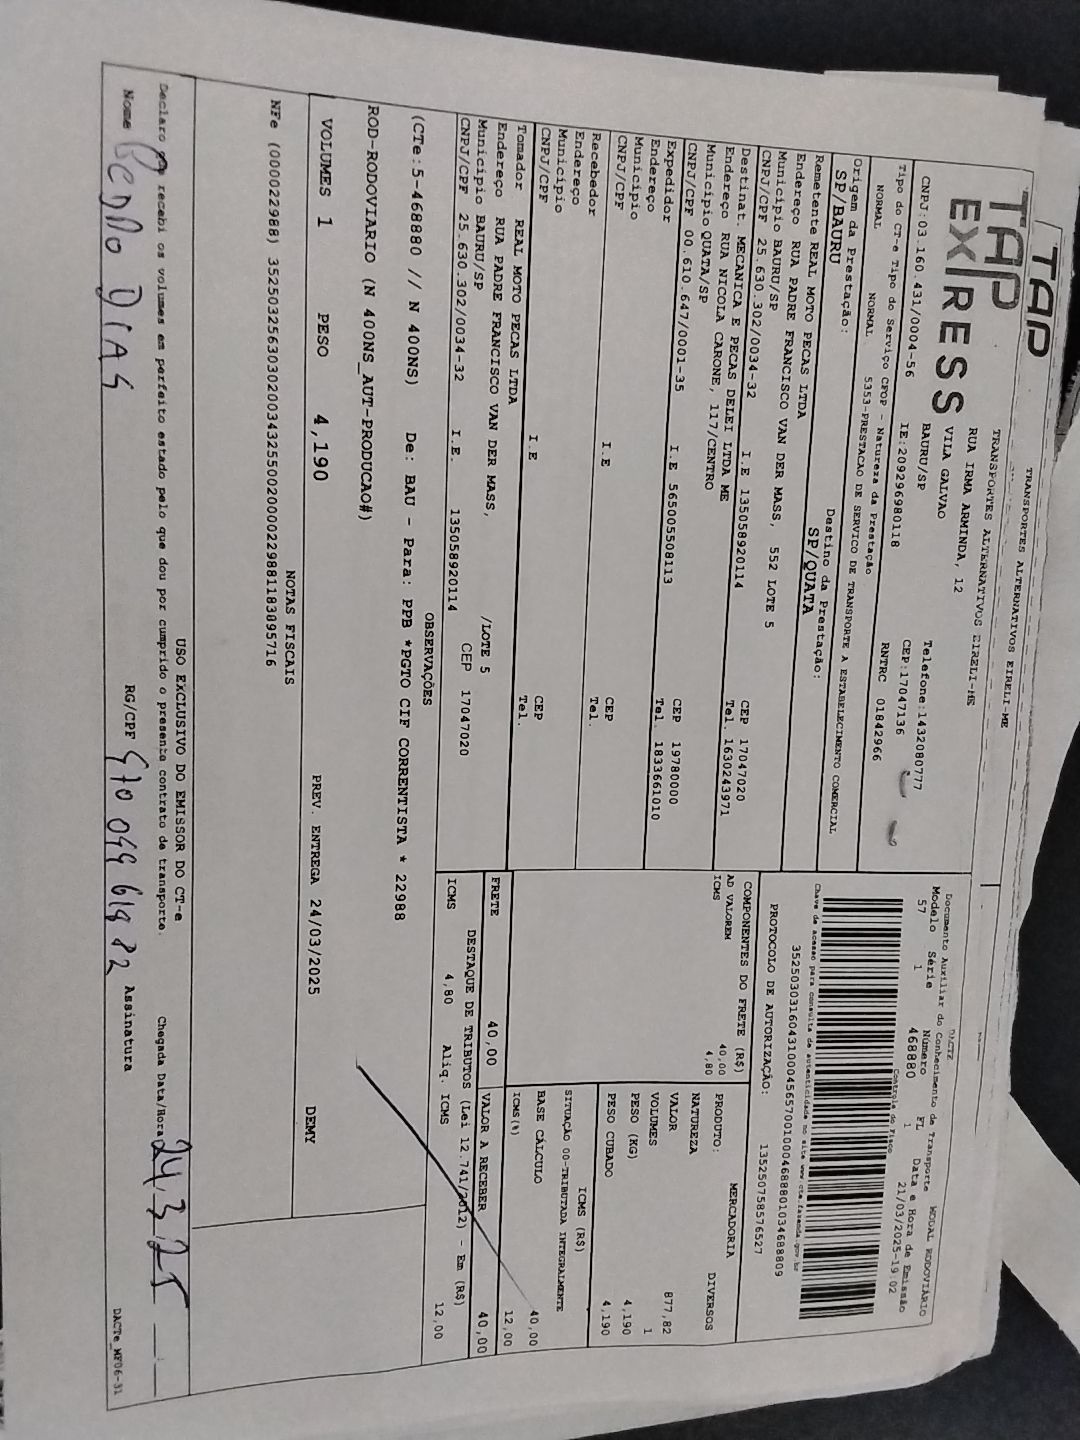 TAP
TRANSPORTES ALTERNATIVOS EIRELI-ME
TAP
EX/RESS
TRANSPORTES ALTERNATIVOS EIRELI-ME
RUA IRMA ARMINDA, 12
VILA GALVAO
BAURU/SP
Telefone:1432080777
CNPJ:03.160.431/0004-56
IE:209296980118
CEP:17047136
RNTRC 01842966
Tipo do CT-e Tipo do Serviço CFOP - Natureza da Prestação
NORMAL NORMAL 5353-PRESTACAO DE SERVICO DE TRANSPORTE A ESTABELECIMENTO COMERCIAL
Origem da Prestação: Destino da Prestação:
SP/BAURU SP/QUATA
Remetente REAL MOTO PECAS LTDA
Endereço RUA PADRE FRANCISCO VAN DER MASS, 552 LOTE 5
Município BAURU/SP CEP 17047020
CNPJ/CPF 25.630.302/0034-32 I.E 135058920114 Tel. 1630243971
Destinat. MECANICA E PECAS DELEI LTDA ME
Endereço RUA NICOLA CARONE, 117/CENTRO
Município QUATA/SP CEP 19780000
CNPJ/CPF 00.610.647/0001-35 I.E 565005508113 Tel. 1833661010
Expedidor
Endereço
Município CEP
CNPJ/CPF I.E Tel.
Recebedor
Endereço
Município CEP
CNPJ/CPF I.E Tel.
Tomador REAL MOTO PECAS LTDA
Endereço RUA PADRE FRANCISCO VAN DER MASS, /LOTE 5
Município BAURU/SP CEP 17047020
CNPJ/CPF 25.630.302/0034-32 I.E. 135058920114
DACTE
Documento Auxiliar do Conhecimento de Transporte MODAL RODOVIÁRIO
Modelo Série Número FL Data e Hora de Emissão
57 1 468880 1 21/03/2025-19:02
Controle do Fisco
Chave de acesso para consulta de autenticidade no site www.cte.fazenda.gov.br
35250303160431000456570010004688801034688809
PROTOCOLO DE AUTORIZAÇÃO: 135250758576527
COMPONENTES DO FRETE (R$)
AD VALOREM 40,00
ICMS 4,80
PRODUTO: MERCADORIA
NATUREZA DIVERSOS
VALOR 877,82
VOLUMES 1
PESO (KG) 4,190
PESO CUBADO 4,190
ICMS (R$)
SITUAÇÃO 00-TRIBUTADA INTEGRALMENTE
BASE CÁLCULO 40,00
ICMS(%) 12,00
FRETE 40,00 VALOR A RECEBER 40,00
DESTAQUE DE TRIBUTOS (Lei 12.741/2012) - Em (R$)
ICMS 4,80 Aliq. ICMS 12,00
OBSERVAÇÕES
(CTe:5-468880 // N 400NS) De: BAU - Para: PPB *PGTO CIF CORRENTISTA * 22988
ROD-RODOVIARIO (N 400NS_AUT-PRODUCAO#)
VOLUMES 1 PESO 4,190 PREV. ENTREGA 24/03/2025 DEMY
NOTAS FISCAIS
NFe (000022988) 35250325630302003432550020000229881183895716
USO EXCLUSIVO DO EMISSOR DO CT-e
Declaro que recebi os volumes em perfeito estado pelo que dou por cumprido o presente contrato de transporte. Chegada Data/Hora 24,3,25
Nome PEDRO DIAS RG/CPF Assinatura
DACTe_MF06-31